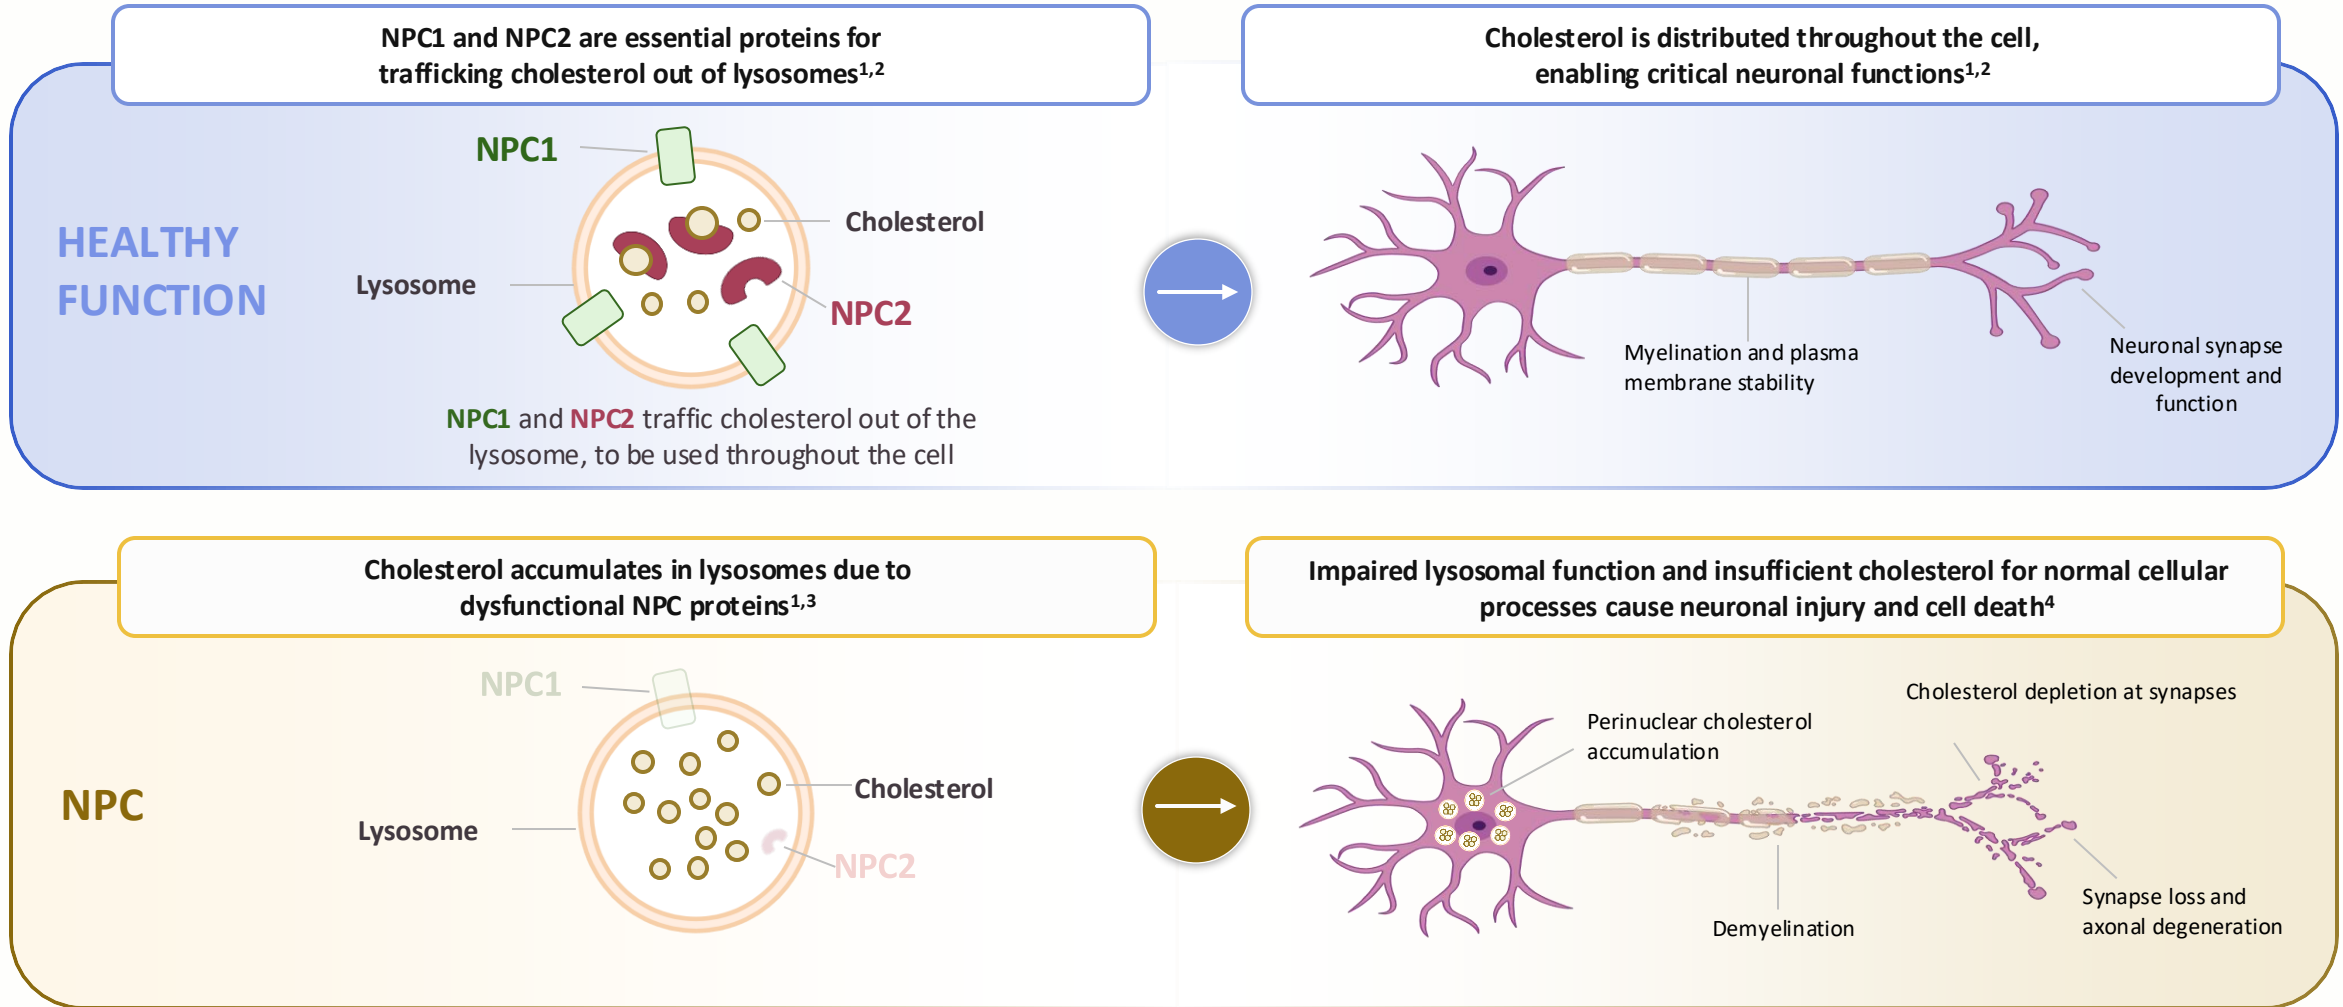 NPC1 and NPC2 are essential proteins for
trafficking cholesterol out of lysosomes1,2
Cholesterol is distributed throughout the cell,
enabling critical neuronal functions1,2
HEALTHY
FUNCTION
NPC1
Cholesterol
Lysosome
NPC2
NPC1 and NPC2 traffic cholesterol out of the
lysosome, to be used throughout the cell
Myelination and plasma
membrane stability
Neuronal synapse
development and
function
Cholesterol accumulates in lysosomes due to
dysfunctional NPC proteins1,3
Impaired lysosomal function and insufficient cholesterol for normal cellular
processes cause neuronal injury and cell death4
NPC
NPC1
Cholesterol
Lysosome
NPC2
Perinuclear cholesterol
accumulation
Cholesterol depletion at synapses
Demyelination
Synapse loss and
axonal degeneration